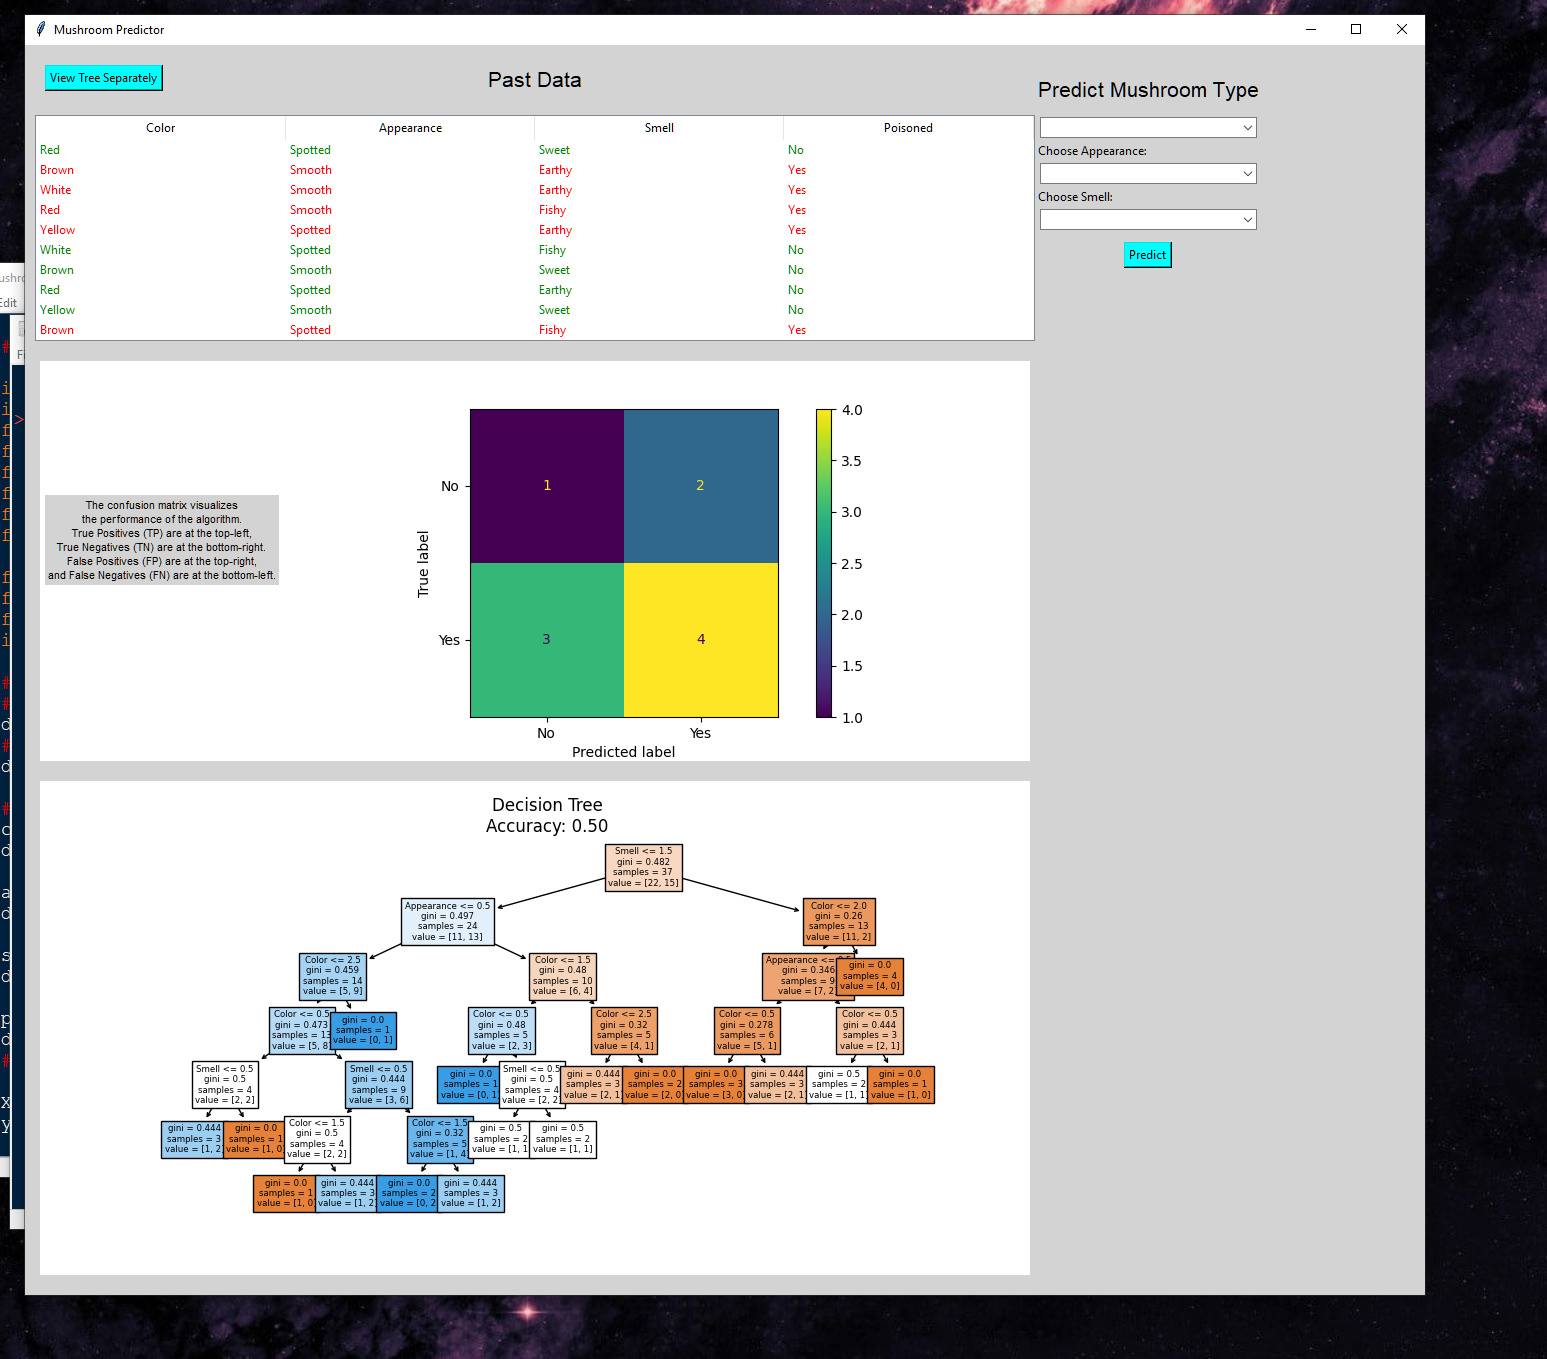 Mushroom Predictor
View Tree Separately
Past Data
Color Appearance Smell Poisoned
Red Spotted Sweet No
Brown Smooth Earthy Yes
White Smooth Earthy Yes
Red Smooth Fishy Yes
Yellow Spotted Earthy Yes
White Spotted Fishy No
Brown Smooth Sweet No
Red Spotted Earthy No
Yellow Smooth Sweet No
Brown Spotted Fishy Yes
Predict Mushroom Type
Choose Appearance:
Choose Smell:
Predict
Edit
The confusion matrix visualizes
the performance of the algorithm.
True Positives (TP) are at the top-left,
True Negatives (TN) are at the bottom-right.
False Positives (FP) are at the top-right,
and False Negatives (FN) are at the bottom-left.
True label
No
Yes
1 2
3 4
No Yes
Predicted label
4.0
3.5
3.0
2.5
2.0
1.5
1.0
Decision Tree
Accuracy: 0.50
Smell <= 1.5
gini = 0.482
samples = 37
value = [22, 15]
Appearance <= 0.5
gini = 0.497
samples = 24
value = [11, 13]
Color <= 2.0
gini = 0.26
samples = 13
value = [11, 2]
Color <= 2.5
gini = 0.459
samples = 14
value = [5, 9]
Color <= 1.5
gini = 0.48
samples = 10
value = [6, 4]
Appearance <=
gini = 0.346
samples = 9
value = [7, 2
gini = 0.0
samples = 4
value = [4, 0]
Color <= 0.5
gini = 0.473
samples = 13
value = [5, 8
gini = 0.0
samples = 1
value = [0, 1]
Color <= 0.5
gini = 0.48
samples = 5
value = [2, 3]
Color <= 2.5
gini = 0.32
samples = 5
value = [4, 1]
Color <= 0.5
gini = 0.278
samples = 6
value = [5, 1]
Color <= 0.5
gini = 0.444
samples = 3
value = [2, 1]
Smell <= 0.5
gini = 0.5
samples = 4
value = [2, 2]
Smell <= 0.5
gini = 0.444
samples = 9
value = [3, 6]
gini = 0.0
samples = 1
value = [0, 1
Smell <= 0.5
gini = 0.5
samples = 4
value = [2, 2
gini = 0.444
samples = 3
value = [2, 1
gini = 0.0
samples = 2
value = [2, 0
gini = 0.0
samples = 3
value = [3, 0
gini = 0.444
samples = 3
value = [2, 1
gini = 0.5
samples = 2
value = [1, 1
gini = 0.0
samples = 1
value = [1, 0]
gini = 0.444
samples = 3
value = [1, 2
gini = 0.0
samples = 1
value = [1, 0
Color <= 1.5
gini = 0.5
samples = 4
value = [2, 2]
Color <= 1.5
gini = 0.32
samples = 5
value = [1, 4
gini = 0.5
samples = 2
value = [1, 1
gini = 0.5
samples = 2
value = [1, 1]
gini = 0.0
samples = 1
value = [1, 0
gini = 0.444
samples = 3
value = [1, 2
gini = 0.0
samples = 2
value = [0, 2
gini = 0.444
samples = 3
value = [1, 2]